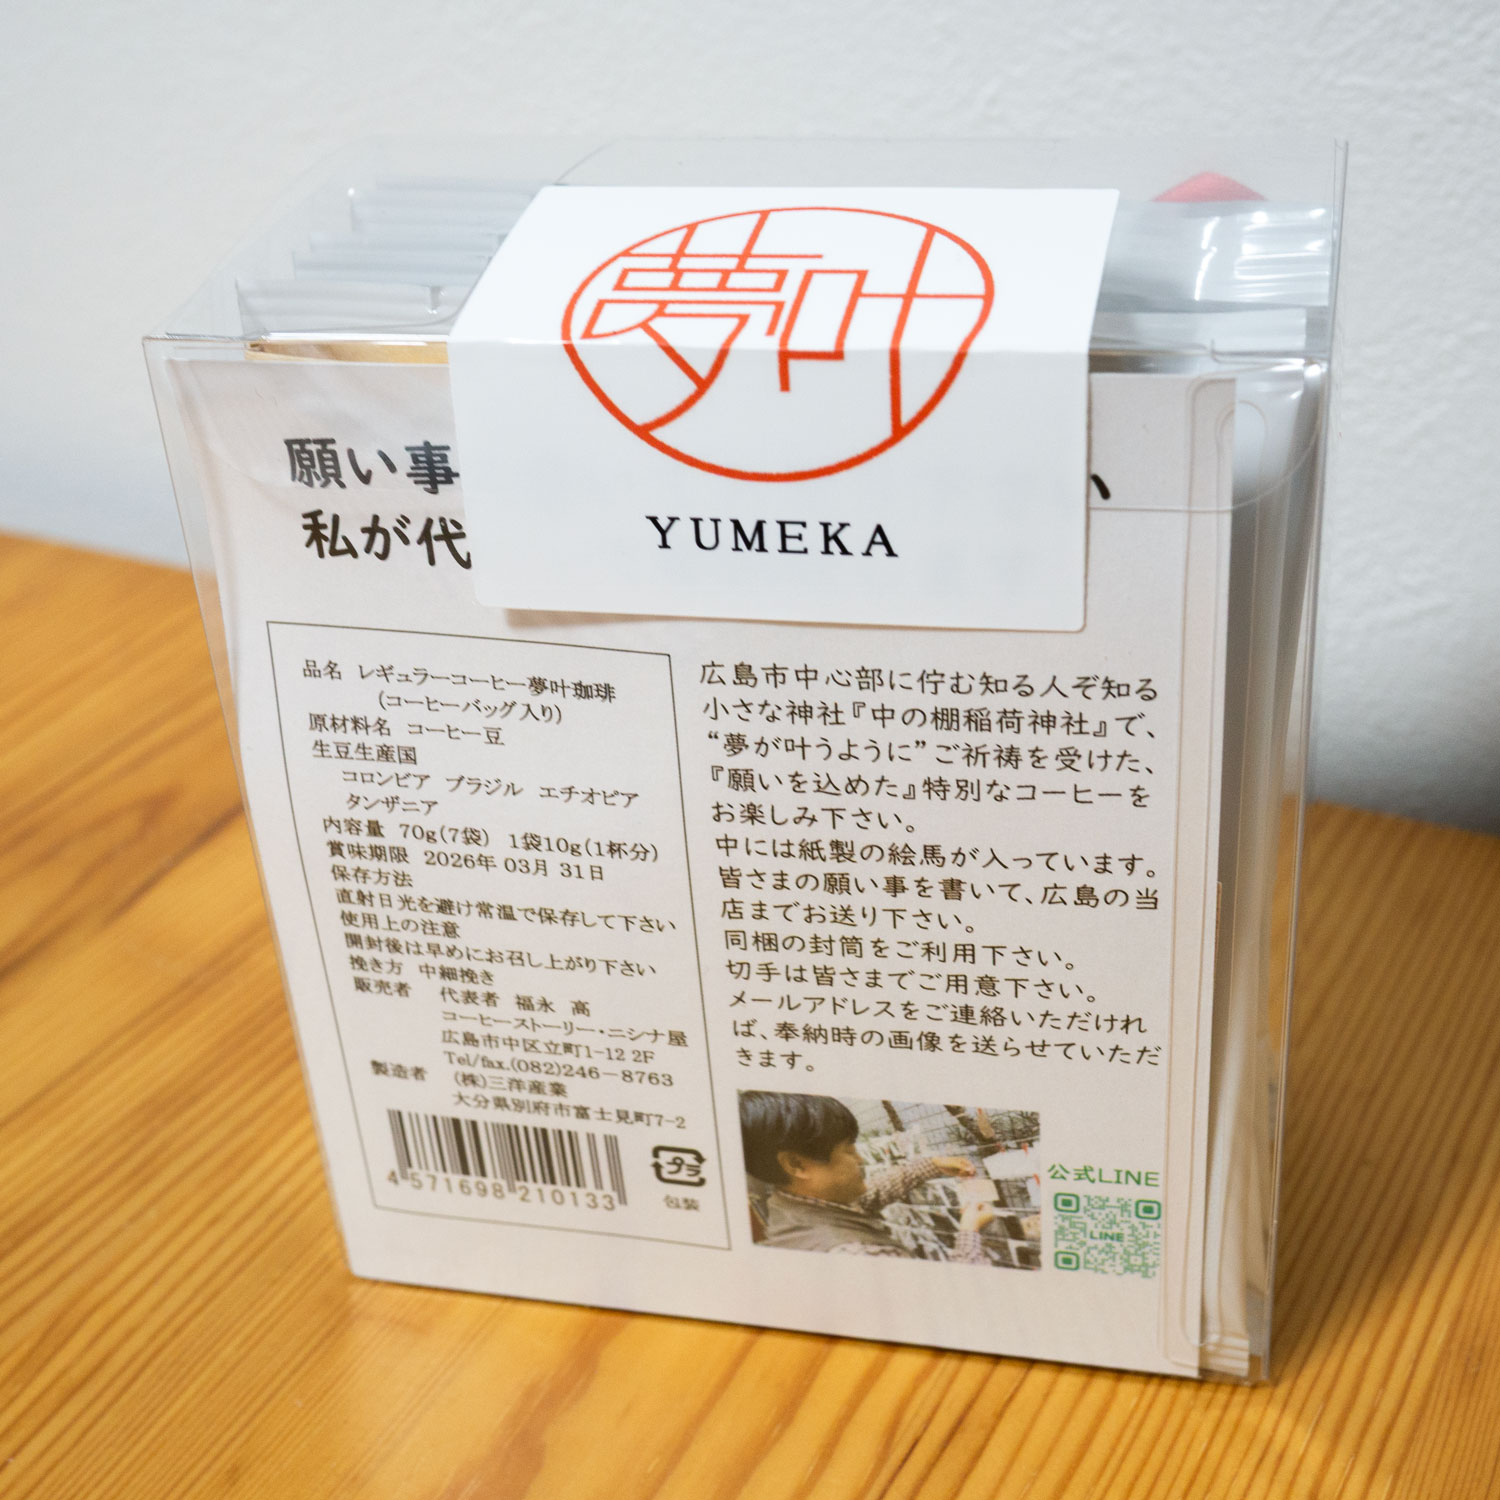 夢叶
YUMEKA
願い事
私が代
品名 レギュラーコーヒー夢叶珈琲
(コーヒーバッグ入り)
原材料名 コーヒー豆
生豆生産国
コロンビア ブラジル エチオピア
タンザニア
内容量 70g(7袋) 1袋10g(1杯分)
賞味期限 2026年 03月 31日
保存方法
直射日光を避け常温で保存して下さい
使用上の注意
開封後は早めにお召し上がり下さい
挽き方 中細挽き
販売者 代表者 福永 高
コーヒーストーリー・ニシナ屋
広島市中区立町1-12 2F
Tel/fax.(082)246-8763
製造者 (株)三洋産業
大分県別府市富士見町7-2
4 571698 210133
プラ
包装
広島市中心部に佇む知る人ぞ知る
小さな神社『中の棚稲荷神社』で、
“夢が叶うように”ご祈祷を受けた、
『願いを込めた』特別なコーヒーを
お楽しみ下さい。
中には紙製の絵馬が入っています。
皆さまの願い事を書いて、広島の当
店までお送り下さい。
同梱の封筒をご利用下さい。
切手は皆さまでご用意下さい。
メールアドレスをご連絡いただけれ
ば、奉納時の画像を送らせていただ
きます。
公式LINE
LINE